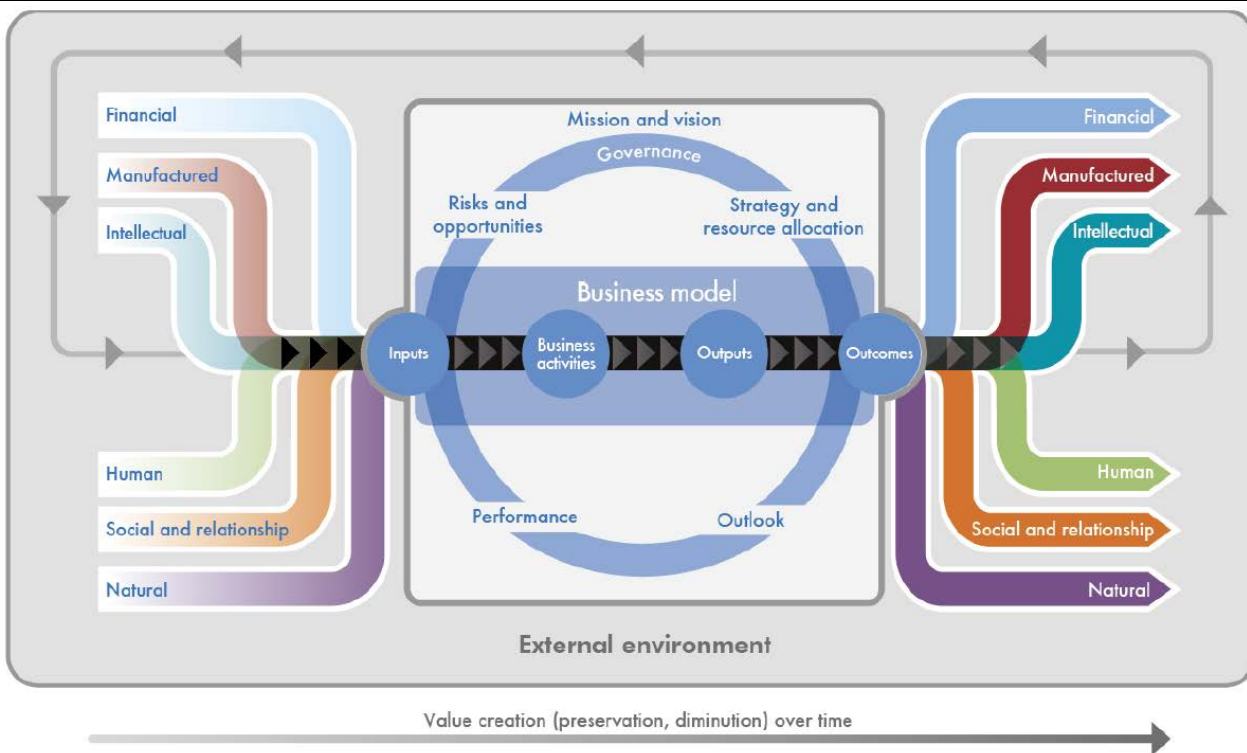 Financial
Manufactured
Intellectual
Human
Social and relationship
Natural
Mission and vision
Governance
Risks and
opportunities
Strategy and
resource allocation
Business model
Inputs
Business
activities
Outputs
Outcomes
Performance
Outlook
Financial
Manufactured
Intellectual
Human
Social and relationship
Natural
External environment
Value creation (preservation, diminution) over time